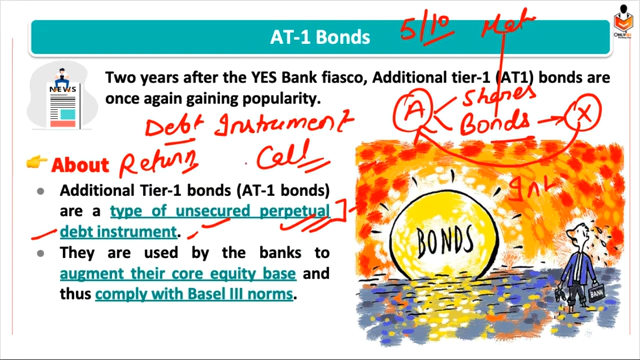 AT-1 Bonds
5/10
NEWS
Two years after the YES Bank fiasco, Additional tier-1 (AT1) bonds are
once again gaining popularity.
A
Shares
Bonds
X
Debt Instrument
About
Return
Call
Additional Tier-1 bonds (AT-1 bonds)
are a type of unsecured perpetual
debt instrument.
They are used by the banks to
augment their core equity base and
thus comply with Basel III norms.
BONDS
BANK